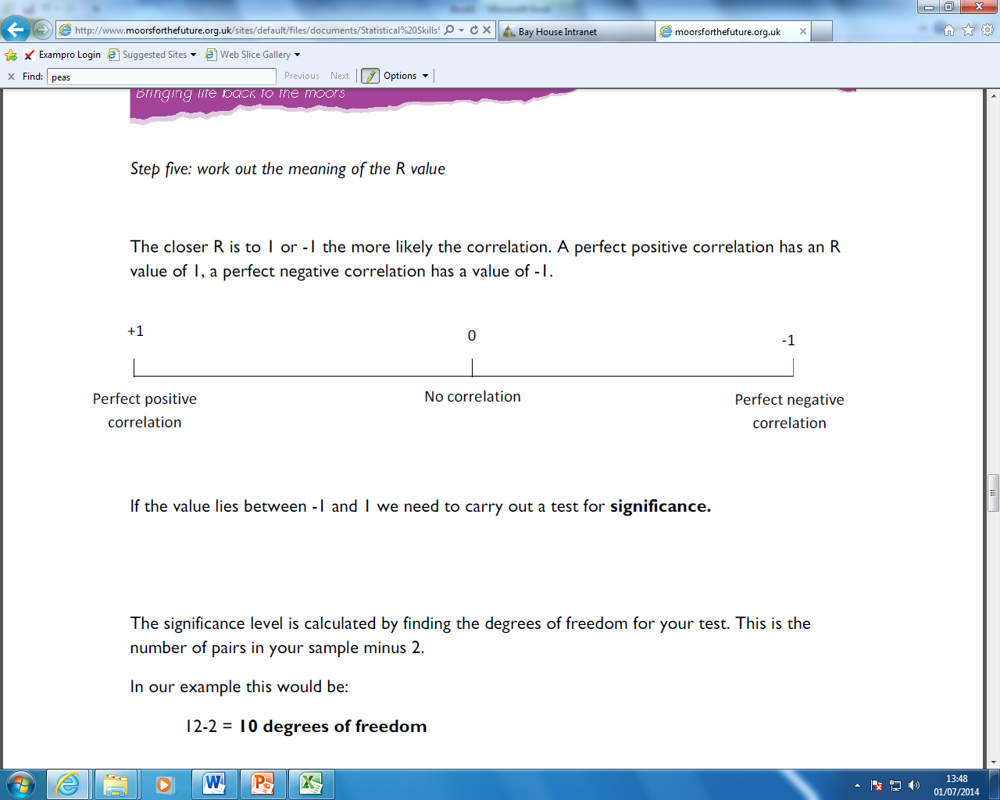 http://www.moorsforthefuture.org.uk/sites/default/files/documents/Statistical%20Skills'
Bay House Intranet
moorsforthefuture.org.uk
Exampro Login
Suggested Sites
Web Slice Gallery
Find: peas
Previous Next
Options
Bringing life back to the moors
Step five: work out the meaning of the R value
The closer R is to 1 or -1 the more likely the correlation. A perfect positive correlation has an R
value of 1, a perfect negative correlation has a value of -1.
+1
0
-1
Perfect positive
correlation
No correlation
Perfect negative
correlation
If the value lies between -1 and 1 we need to carry out a test for significance.
The significance level is calculated by finding the degrees of freedom for your test. This is the
number of pairs in your sample minus 2.
In our example this would be:
12-2 = 10 degrees of freedom
13:48
01/07/2014